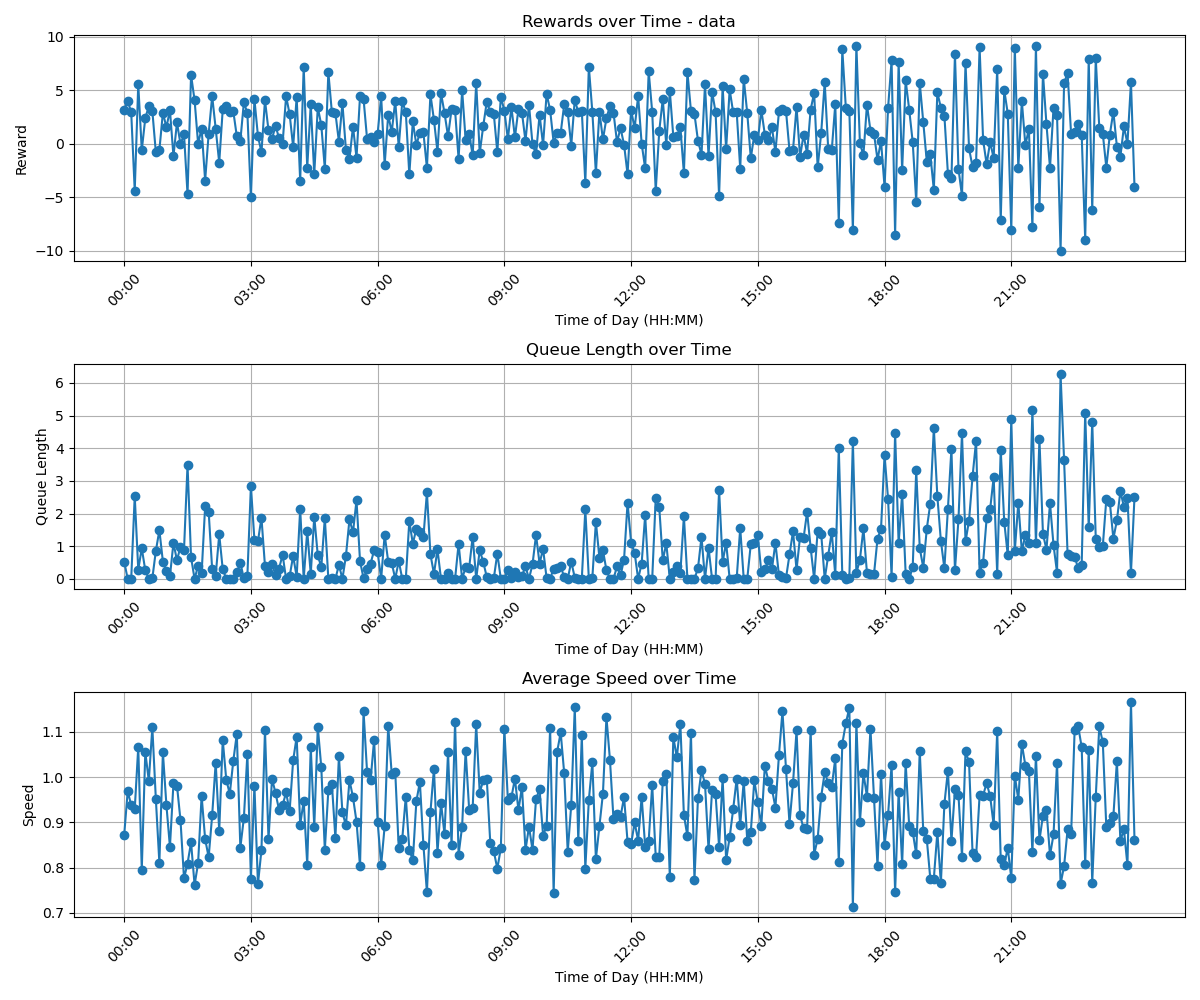 Rewards over Time - data
10
5
0
−5
−10
Reward
00:00 03:00 06:00 09:00 12:00 15:00 18:00 21:00
Time of Day (HH:MM)
Queue Length over Time
6
5
4
3
2
1
0
Queue Length
00:00 03:00 06:00 09:00 12:00 15:00 18:00 21:00
Time of Day (HH:MM)
Average Speed over Time
1.1
1.0
0.9
0.8
0.7
Speed
00:00 03:00 06:00 09:00 12:00 15:00 18:00 21:00
Time of Day (HH:MM)